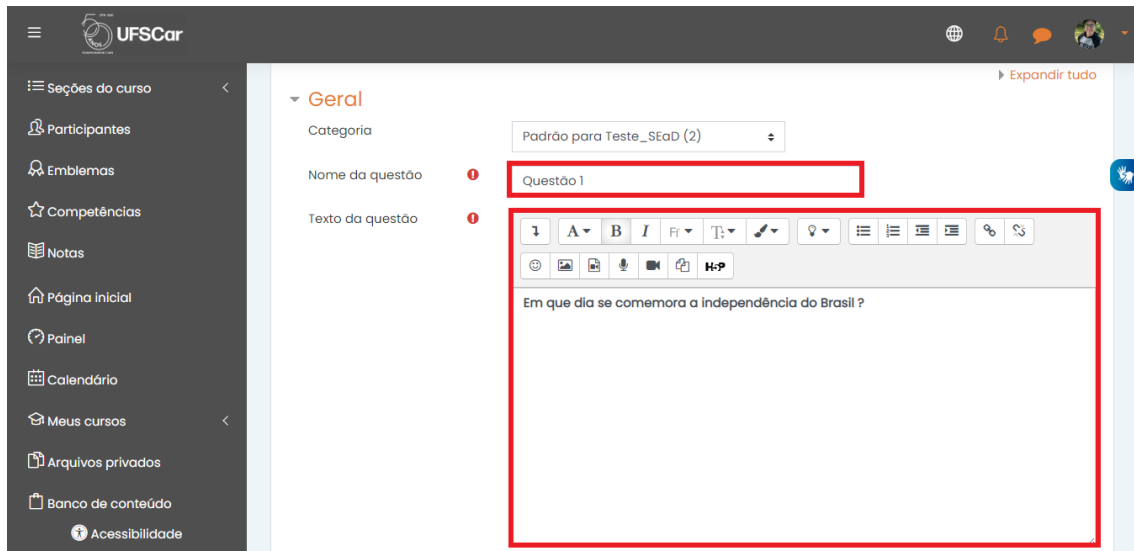 UFSCar
Seções do curso
Participantes
Emblemas
Competências
Notas
Página inicial
Painel
Calendário
Meus cursos
Arquivos privados
Banco de conteúdo
Acessibilidade
Expandir tudo
Geral
Categoria
Padrão para Teste_SEaD (2)
Nome da questão
Questão 1
Texto da questão
A B I Ff T
H-P
Em que dia se comemora a independência do Brasil ?